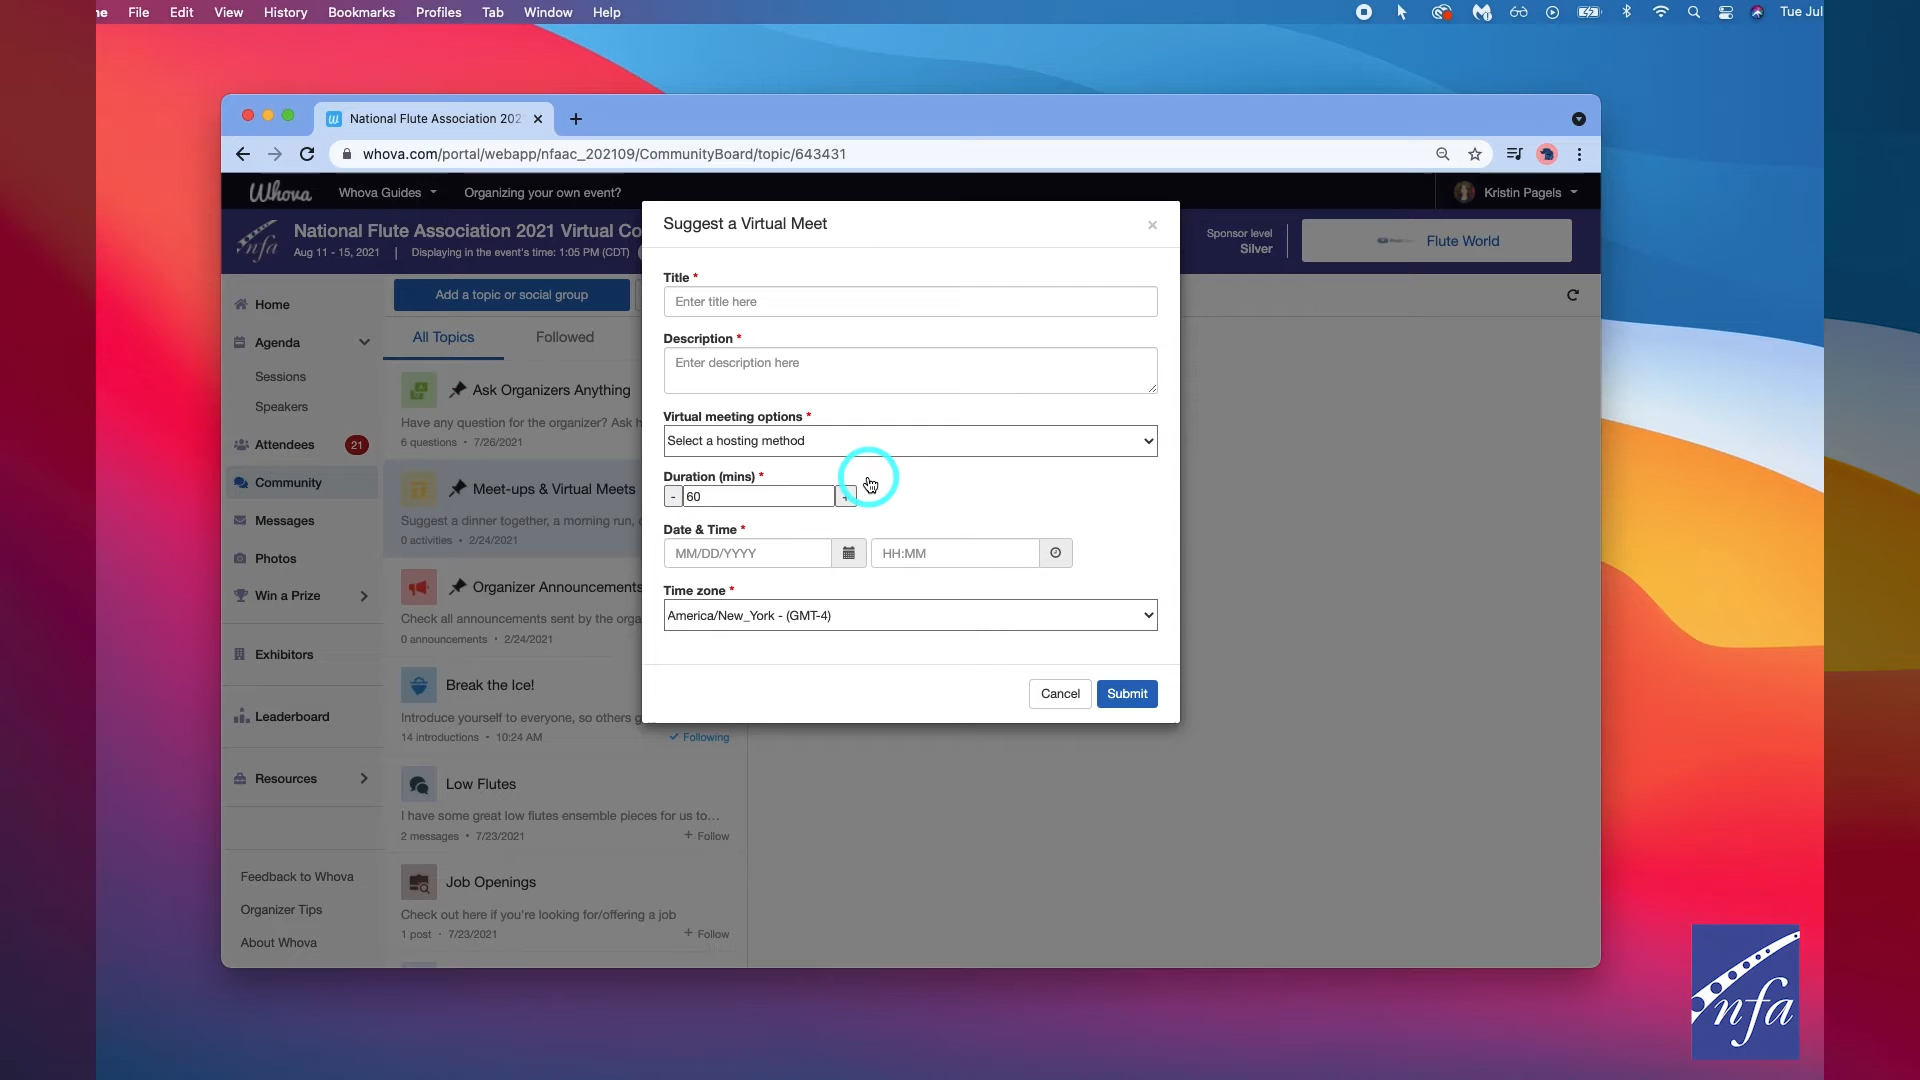 File Edit View History Bookmarks Profiles Tab Window Help
Tue Jul
National Flute Association 202
whova.com/portal/webapp/nfaac_202109/CommunityBoard/topic/643431
Whova
Whova Guides
Organizing your own event?
Kristin Pagels
nfa
National Flute Association 2021 Virtual Co
Aug 11 - 15, 2021 | Displaying in the event's time: 1:05 PM (CDT)
Sponsor level
Silver
Flute World
Home
Agenda
Sessions
Speakers
Attendees
21
Community
Messages
Photos
Win a Prize
Exhibitors
Leaderboard
Resources
Feedback to Whova
Organizer Tips
About Whova
Add a topic or social group
All Topics
Followed
Ask Organizers Anything
Have any question for the organizer? Ask h
6 questions • 7/26/2021
Meet-ups & Virtual Meets
Suggest a dinner together, a morning run,
0 activities • 2/24/2021
Organizer Announcements
Check all announcements sent by the orga
0 announcements • 2/24/2021
Break the Ice!
Introduce yourself to everyone, so others g
14 introductions • 10:24 AM
Following
Low Flutes
I have some great low flutes ensemble pieces for us to...
2 messages • 7/23/2021
+ Follow
Job Openings
Check out here if you're looking for/offering a job
1 post • 7/23/2021
+ Follow
Suggest a Virtual Meet
×
Title *
Enter title here
Description *
Enter description here
Virtual meeting options *
Select a hosting method
Duration (mins) *
- 60 +
Date & Time *
MM/DD/YYYY
HH:MM
Time zone *
America/New_York - (GMT-4)
Cancel
Submit
nfa